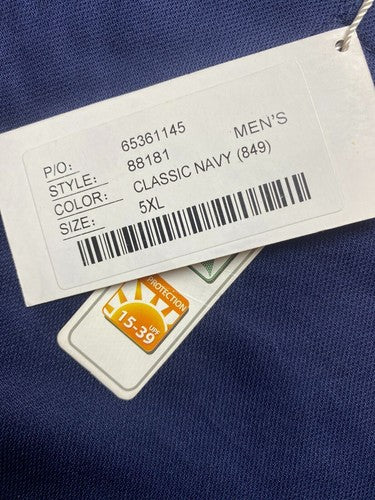 P/O: 65361145 MEN'S
STYLE: 88181
COLOR: CLASSIC NAVY (849)
SIZE: 5XL
PROTECTION
15-39 UPF